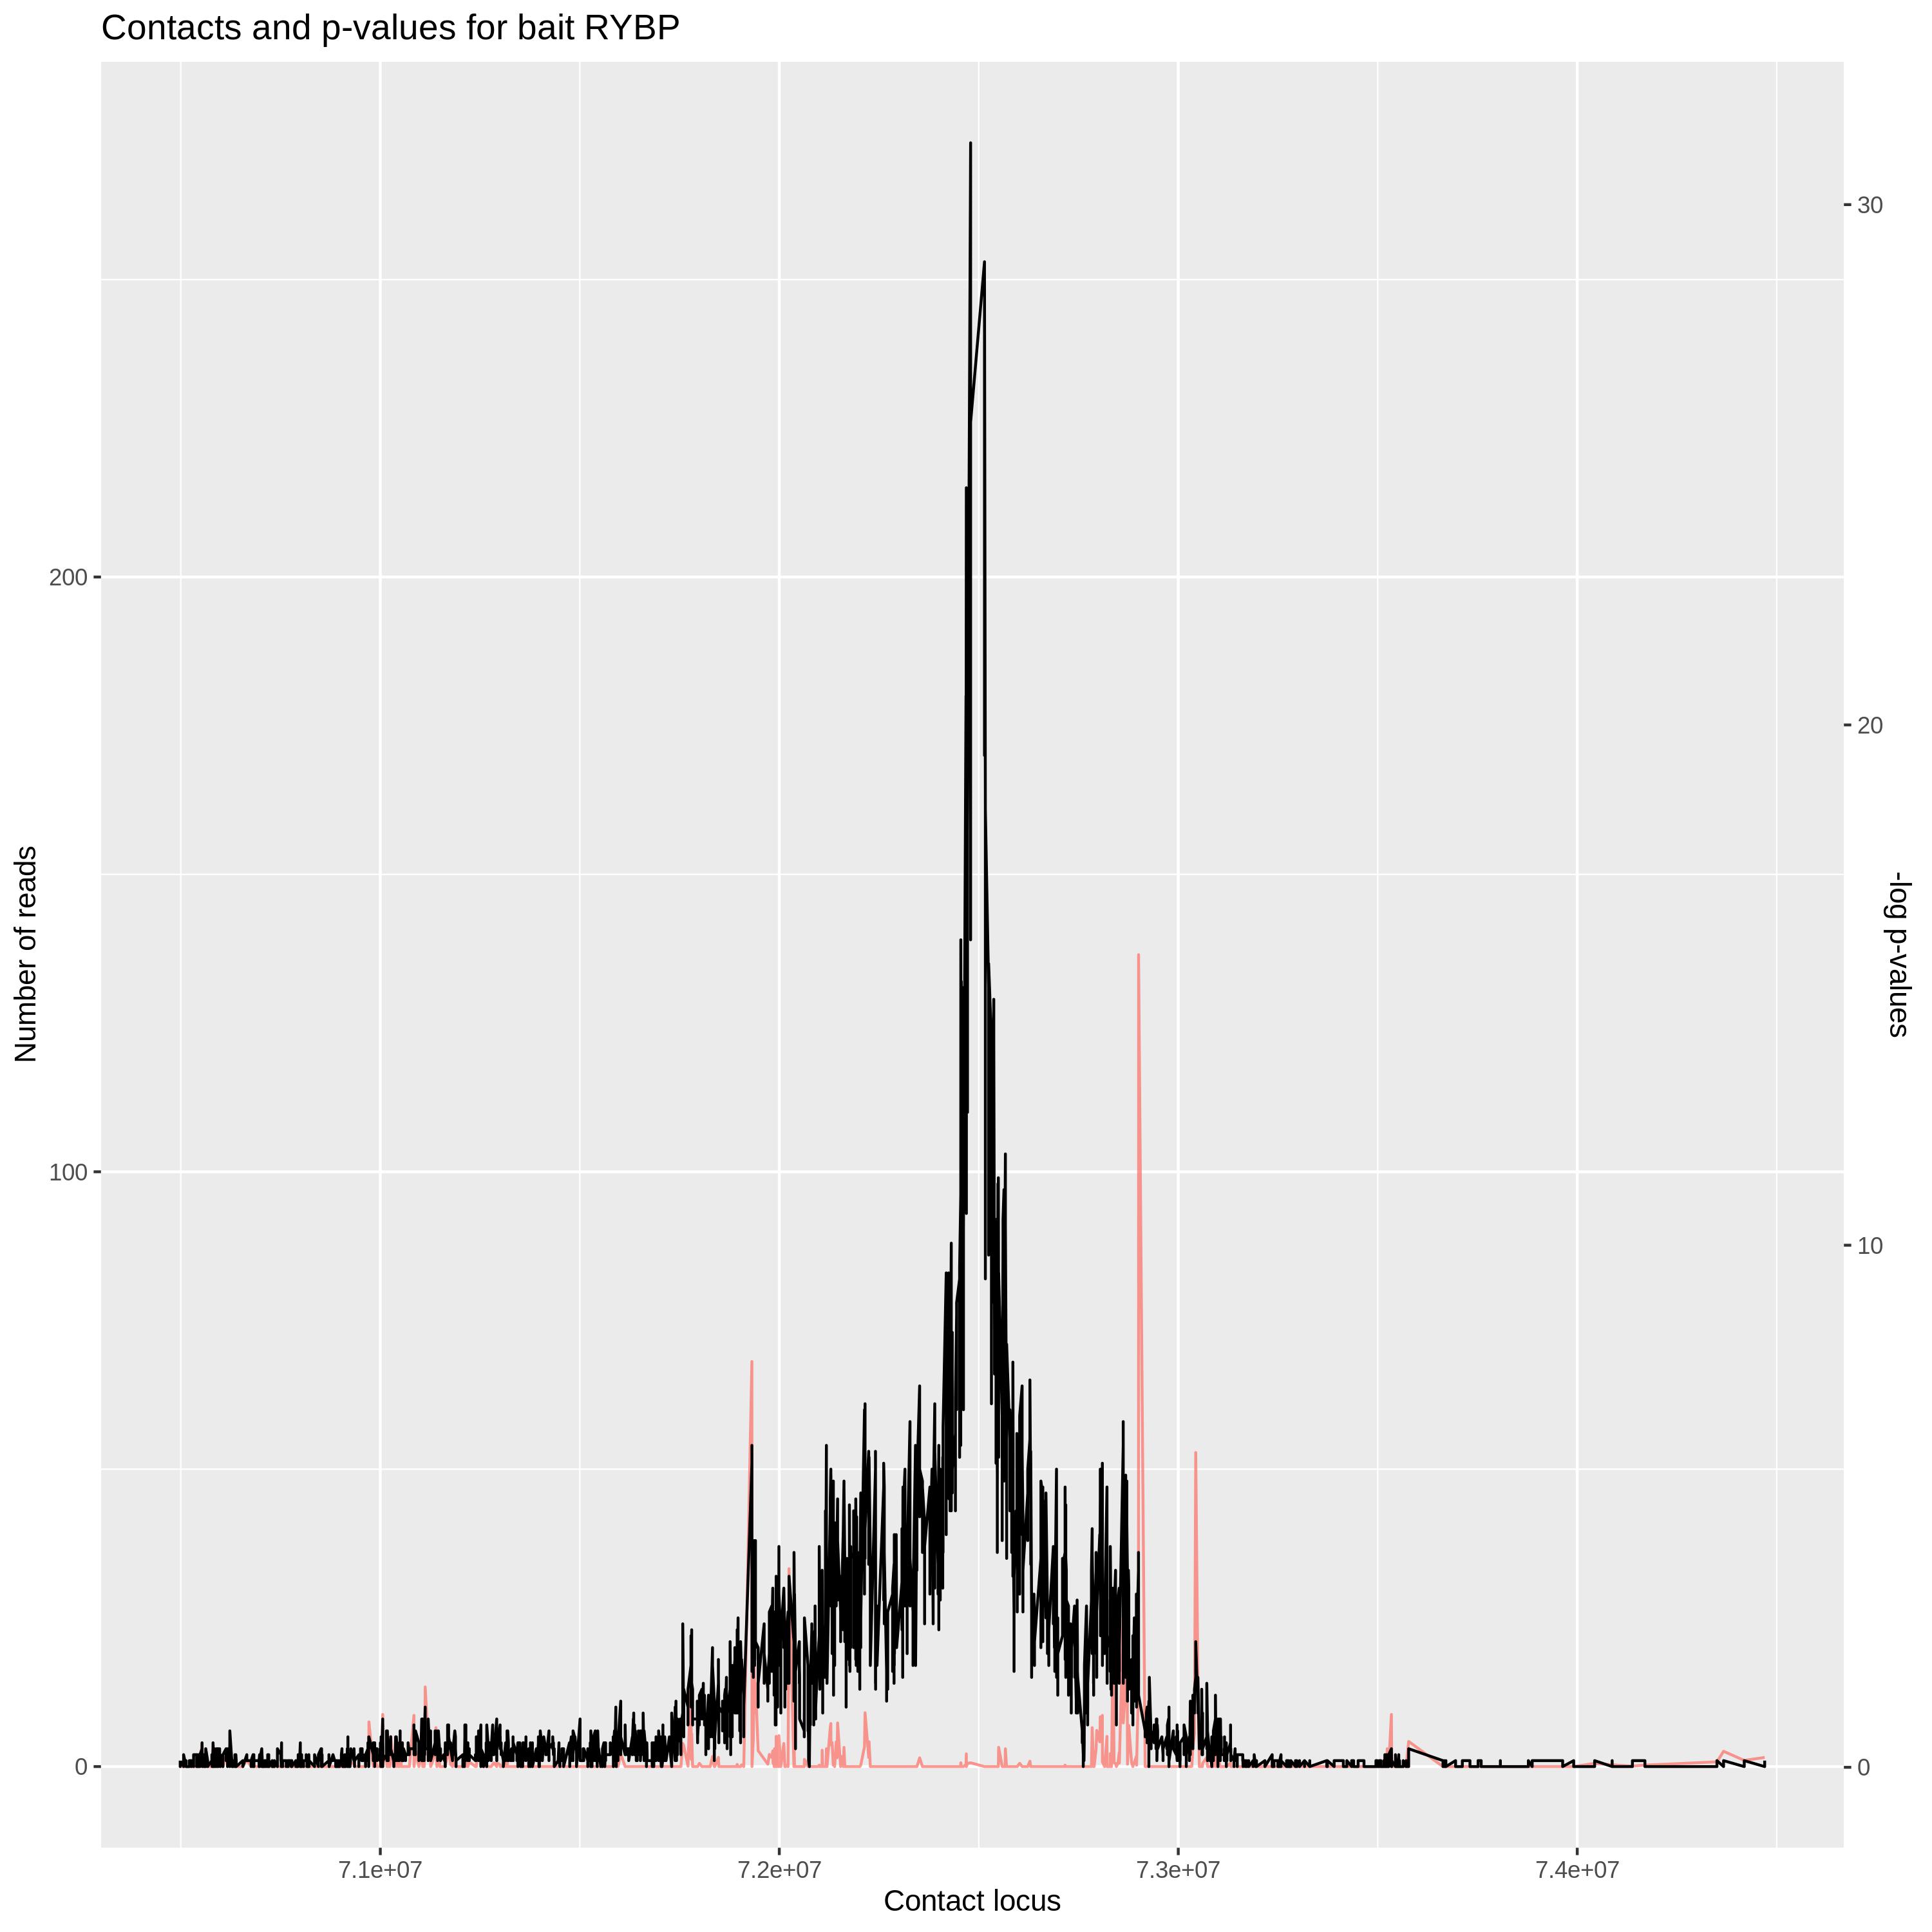 Contacts and p-values for bait RYBP
Number of reads
200
100
0
30
20
10
0
-log p-values
7.1e+07
7.2e+07
7.3e+07
7.4e+07
Contact locus